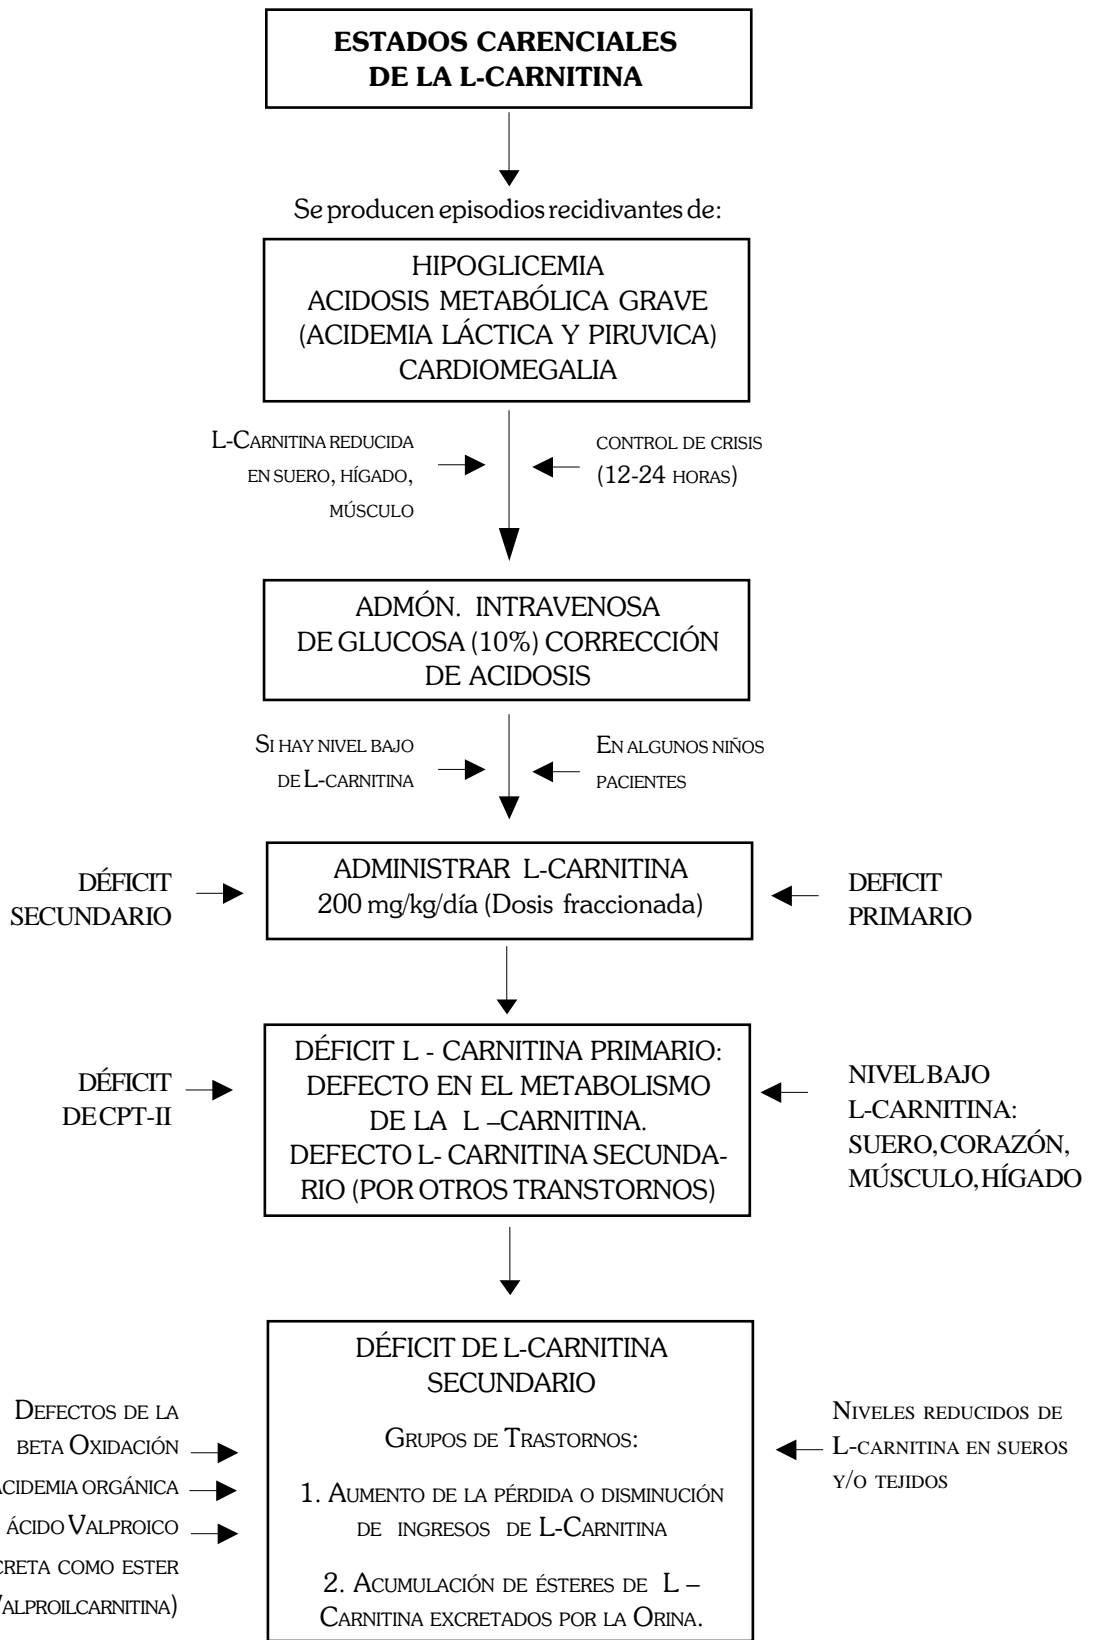 ESTADOS CARENCIALES
DE LA L-CARNITINA
Se producen episodios recidivantes de:
HIPOGLICEMIA
ACIDOSIS METABÓLICA GRAVE
(ACIDEMIA LÁCTICA Y PIRUVICA)
CARDIOMEGALIA
L-CARNITINA REDUCIDA
EN SUERO, HÍGADO,
MÚSCULO
CONTROL DE CRISIS
(12-24 HORAS)
ADMÓN. INTRAVENOSA
DE GLUCOSA (10%) CORRECCIÓN
DE ACIDOSIS
SI HAY NIVEL BAJO
DE L-CARNITINA
EN ALGUNOS NIÑOS
PACIENTES
ADMINISTRAR L-CARNITINA
200 mg/kg/día (Dosis fraccionada)
DÉFICIT
SECUNDARIO
DEFICIT
PRIMARIO
DÉFICIT L - CARNITINA PRIMARIO:
DEFECTO EN EL METABOLISMO
DE LA L –CARNITINA.
DEFECTO L- CARNITINA SECUNDA-
RIO (POR OTROS TRANSTORNOS)
DÉFICIT
DE CPT-II
NIVEL BAJO
L-CARNITINA:
SUERO, CORAZÓN,
MÚSCULO, HÍGADO
DÉFICIT DE L-CARNITINA
SECUNDARIO
GRUPOS DE TRASTORNOS:
1. AUMENTO DE LA PÉRDIDA O DISMINUCIÓN
DE INGRESOS DE L-CARNITINA
2. ACUMULACIÓN DE ÉSTERES DE L –
CARNITINA EXCRETADOS POR LA ORINA.
DEFECTOS DE LA
BETA OXIDACIÓN
ACIDEMIA ORGÁNICA
ÁCIDO VALPROICO
COMO ESTER
VALPROILCARNITINA)
NIVELES REDUCIDOS DE
L-CARNITINA EN SUEROS
Y/O TEJIDOS